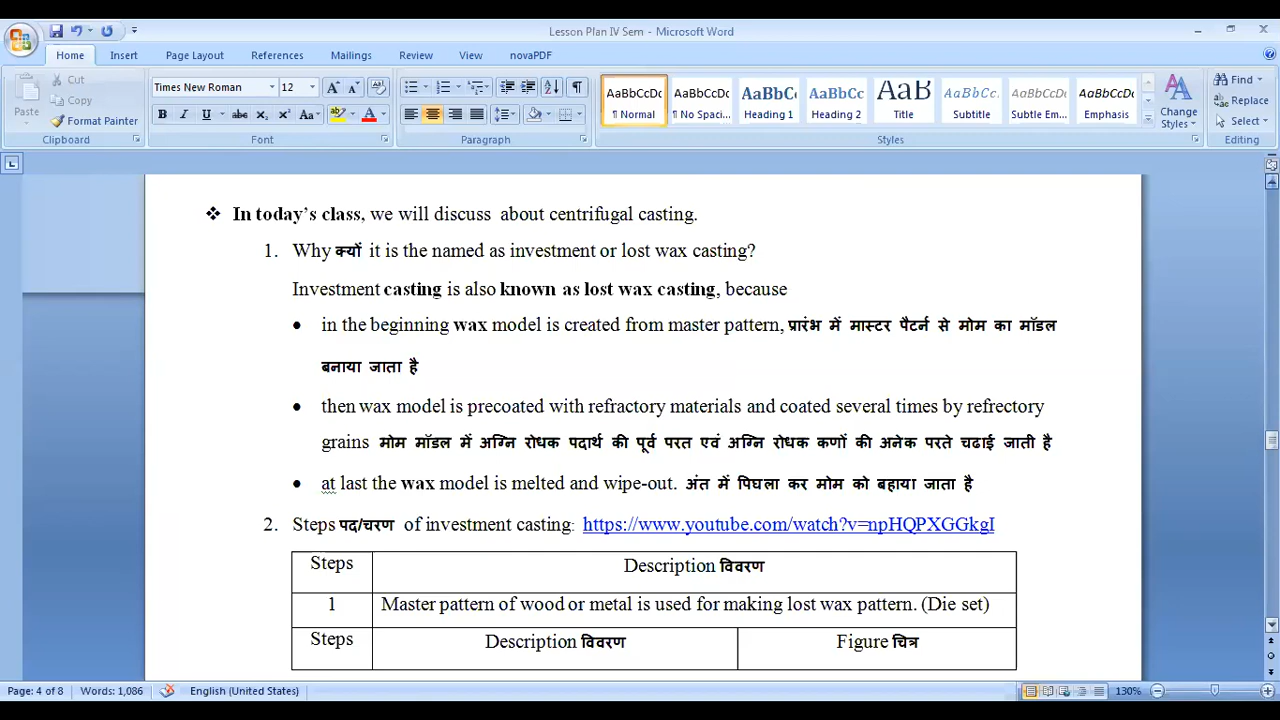 Lesson Plan IV Sem - Microsoft Word
Home Insert Page Layout References Mailings Review View novaPDF
Cut
Copy
Paste
Format Painter
Clipboard
Times New Roman 12
B I U abc x₂ x² Aa A
Font
Paragraph
AaBbCcDc AaBbCcDc AaBbC AaBbCc AaB AaBbCc. AaBbCcDc AaBbCcDc
¶ Normal ¶ No Spaci... Heading 1 Heading 2 Title Subtitle Subtle Em... Emphasis
Change Styles
Styles
Find
Replace
Select
Editing
❖ In today’s class, we will discuss about centrifugal casting.
1. Why क्यों it is the named as investment or lost wax casting?
Investment casting is also known as lost wax casting, because
• in the beginning wax model is created from master pattern, प्रारंभ में मास्टर पैटर्न से मोम का मॉडल
बनाया जाता है
• then wax model is precoated with refractory materials and coated several times by refrectory
grains मोम मॉडल में अग्नि रोधक पदार्थ की पूर्व परत एवं अग्नि रोधक कणों की अनेक परते चढाई जाती है
• at last the wax model is melted and wipe-out. अंत में पिघला कर मोम को बहाया जाता है
2. Steps पद/चरण of investment casting: https://www.youtube.com/watch?v=npHQPXGGkgI
Steps Description विवरण
1 Master pattern of wood or metal is used for making lost wax pattern. (Die set)
Steps Description विवरण Figure चित्र
Page: 4 of 8 Words: 1,086 English (United States) 130%